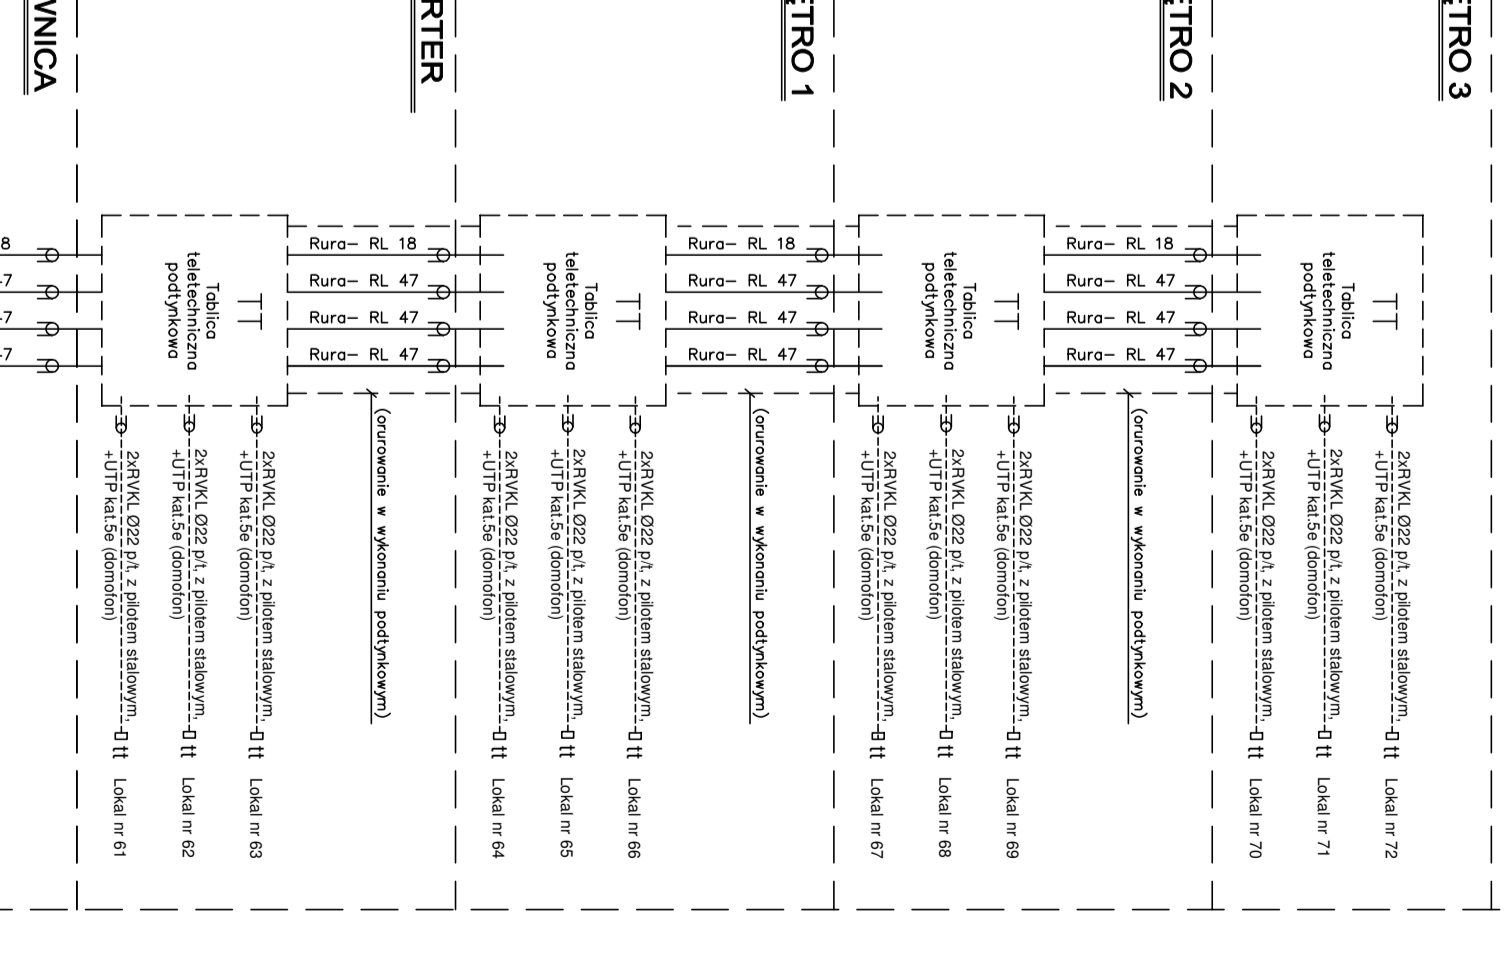 WNICA
RTER
ĘTRO 1
ĘTRO 2
ĘTRO 3
8
-7
-7
-7
TT
Tablica
teletechniczna
podtynkowa
Rura- RL 18
Rura- RL 47
Rura- RL 47
Rura- RL 47
TT
Tablica
teletechniczna
podtynkowa
Rura- RL 18
Rura- RL 47
Rura- RL 47
Rura- RL 47
TT
Tablica
teletechniczna
podtynkowa
Rura- RL 18
Rura- RL 47
Rura- RL 47
Rura- RL 47
TT
Tablica
teletechniczna
podtynkowa
(orurowanie w wykonaniu podtynkowym)
(orurowanie w wykonaniu podtynkowym)
(orurowanie w wykonaniu podtynkowym)
2xRVKL Ø22 p/t, z pilotem stalowym,
+UTP kat.5e (domofon)
tt Lokal nr 61
2xRVKL Ø22 p/t, z pilotem stalowym,
+UTP kat.5e (domofon)
tt Lokal nr 62
2xRVKL Ø22 p/t, z pilotem stalowym,
+UTP kat.5e (domofon)
tt Lokal nr 63
2xRVKL Ø22 p/t, z pilotem stalowym,
+UTP kat.5e (domofon)
tt Lokal nr 64
2xRVKL Ø22 p/t, z pilotem stalowym,
+UTP kat.5e (domofon)
tt Lokal nr 65
2xRVKL Ø22 p/t, z pilotem stalowym,
+UTP kat.5e (domofon)
tt Lokal nr 66
2xRVKL Ø22 p/t, z pilotem stalowym,
+UTP kat.5e (domofon)
tt Lokal nr 67
2xRVKL Ø22 p/t, z pilotem stalowym,
+UTP kat.5e (domofon)
tt Lokal nr 68
2xRVKL Ø22 p/t, z pilotem stalowym,
+UTP kat.5e (domofon)
tt Lokal nr 69
2xRVKL Ø22 p/t, z pilotem stalowym,
+UTP kat.5e (domofon)
tt Lokal nr 70
2xRVKL Ø22 p/t, z pilotem stalowym,
+UTP kat.5e (domofon)
tt Lokal nr 71
2xRVKL Ø22 p/t, z pilotem stalowym,
+UTP kat.5e (domofon)
tt Lokal nr 72